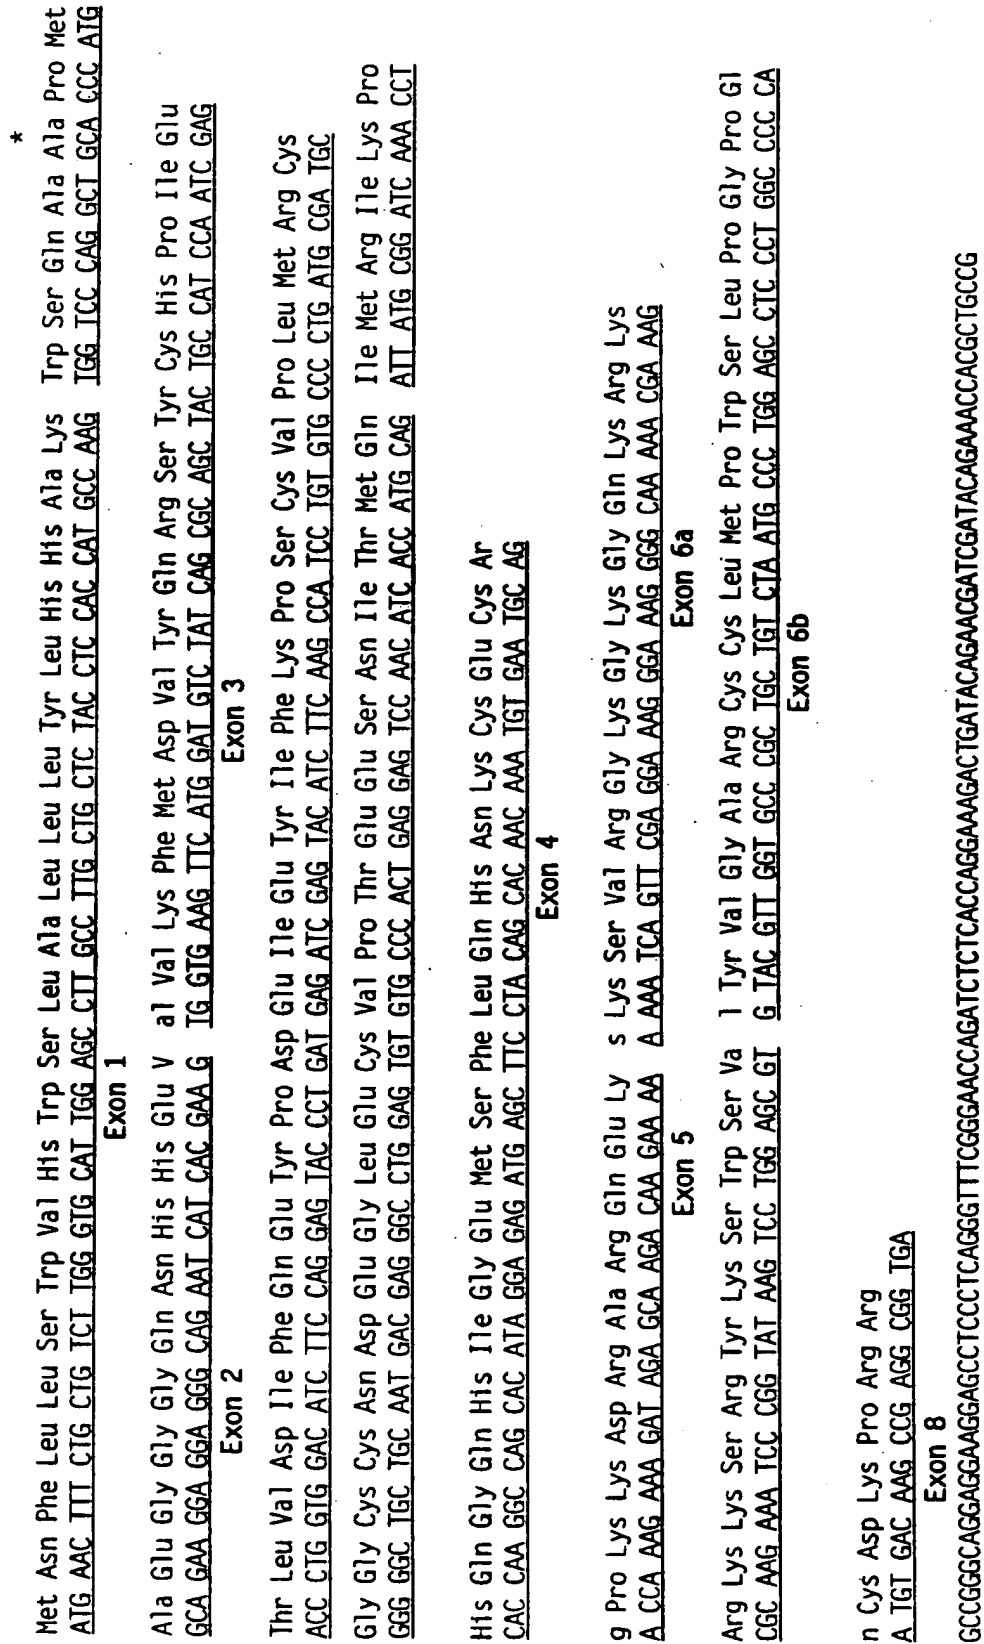 *
Met Asn Phe Leu Leu Ser Trp Val His Trp Ser Leu Ala Leu Leu Leu Tyr Leu His His Ala Lys Trp Ser Gln Ala Ala Pro Met
ATG AAC TTT CTG CTG TCT TGG GTG CAT TGG AGC CTT GCC TTG CTG CTC TAC CTC CAC CAT GCC AAG TGG TCC CAG GCT GCA CCC ATG
Exon 1
Ala Glu Gly Gly Gly Gln Asn His His Glu V al Val Lys Phe Met Asp Val Tyr Gln Arg Ser Tyr Cys His Pro Ile Glu
GCA GAA GGA GGA GGG CAG AAT CAT CAC GAA G TG GTG AAG TTC ATG GAT GTC TAT CAG CGC AGC TAC TGC CAT CCA ATC GAG
Exon 2 Exon 3
Thr Leu Val Asp Ile Phe Gln Glu Tyr Pro Asp Glu Ile Glu Tyr Ile Phe Lys Pro Ser Cys Val Pro Leu Met Arg Cys
ACC CTG GTG GAC ATC TTC CAG GAG TAC CCT GAT GAG ATC GAG TAC ATC TTC AAG CCA TCC TGT GTG CCC CTG ATG CGA TGC
Gly Gly Cys Cys Asn Asp Glu Gly Leu Glu Cys Val Pro Thr Glu Glu Ser Asn Ile Thr Met Gln Ile Met Arg Ile Lys Pro
GGG GGC TGC TGC AAT GAC GAG GGC CTG GAG TGT GTG CCC ACT GAG GAG TCC AAC ATC ACC ATG CAG ATT ATG CGG ATC AAA CCT
His Gln Gly Gln His Ile Gly Glu Met Ser Phe Leu Gln His Asn Lys Cys Glu Cys Ar
CAC CAA GGC CAG CAC ATA GGA GAG ATG AGC TTC CTA CAG CAC AAC AAA TGT GAA TGC AG
Exon 4
g Pro Lys Lys Asp Arg Ala Arg Gln Glu Ly s Lys Ser Val Arg Gly Lys Gly Lys Gly Gln Lys Arg Lys
A CCA AAG AAA GAT AGA GCA AGA CAA GAA AA A AAA TCA GTT CGA GGA AAG GGA AAG GGG CAA AAA CGA AAG
Exon 5 Exon 6a
Arg Lys Lys Ser Arg Tyr Lys Ser Trp Ser Va l Tyr Val Gly Ala Arg Cys Cys Leu Met Pro Trp Ser Leu Pro Gly Pro Gl
CGC AAG AAA TCC CGG TAT AAG TCC TGG AGC GT G TAC GTT GGT GCC CGC TGC TGT CTA ATG CCC TGG AGC CTC CCT GGC CCC CA
Exon 6b
n Cys Asp Lys Pro Arg Arg
A TGT GAC AAG CCG AGG CGG TGA
Exon 8
GCCGGGCAGGAGGAAGGAGCCTCCCTCAGGGTTTCGGGAACCAGATCTCTCACCAGGAAAGACTGATACAGAACGATCGATACAGAAACCACGCTGCCG